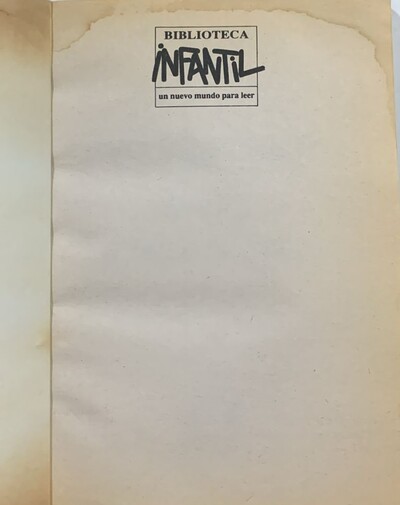 BIBLIOTECA
iNFANTiL
un nuevo mundo para leer